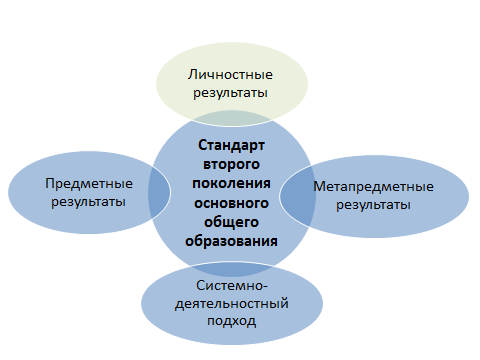 Личностные
результаты
Стандарт
второго
поколения
основного
общего
образования
Предметные
результаты
Метапредметные
результаты
Системно-
деятельностный
подход